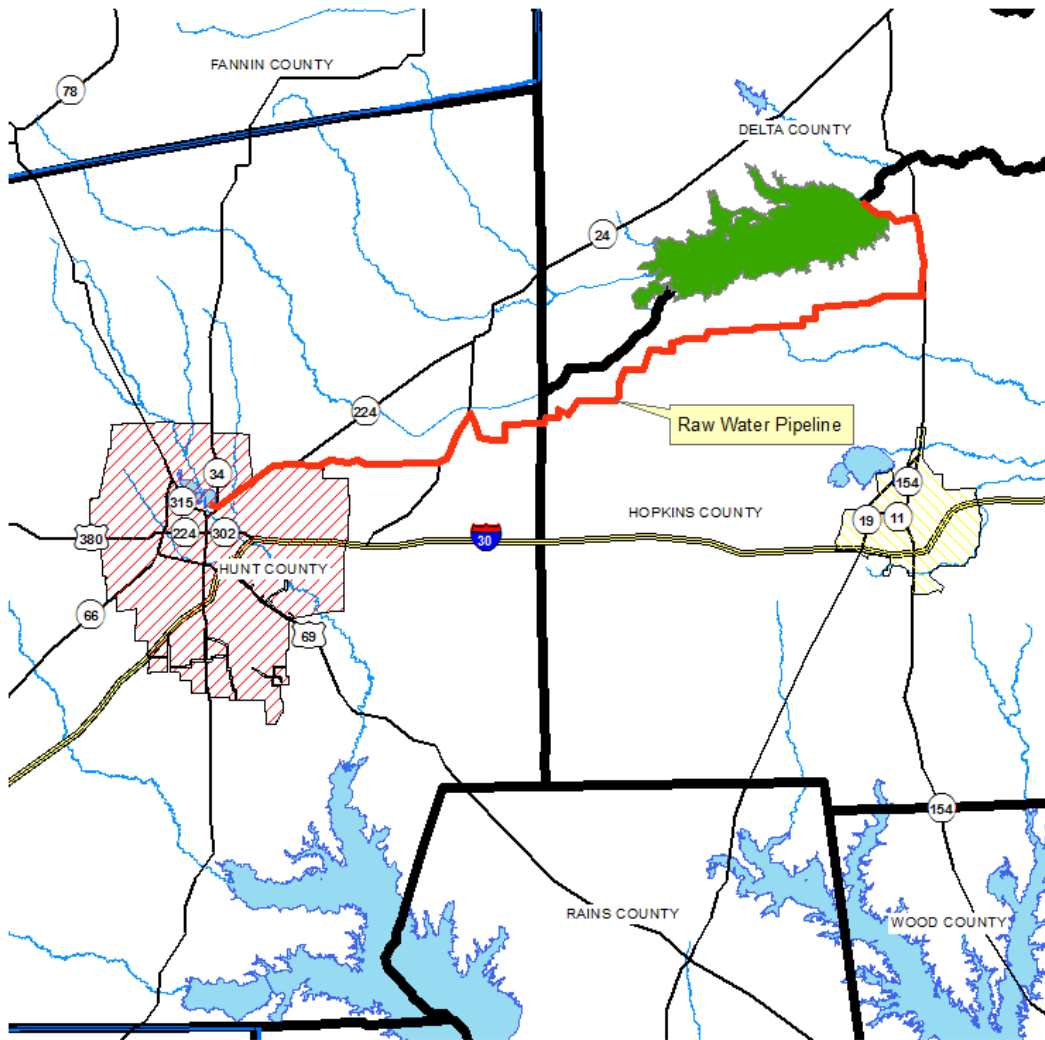 FANNIN COUNTY
78
DELTA COUNTY
24
224
Raw Water Pipeline
34
315
154
380
224
302
30
HOPKINS COUNTY
19
11
HUNT COUNTY
66
69
154
RAINS COUNTY
WOOD COUNTY